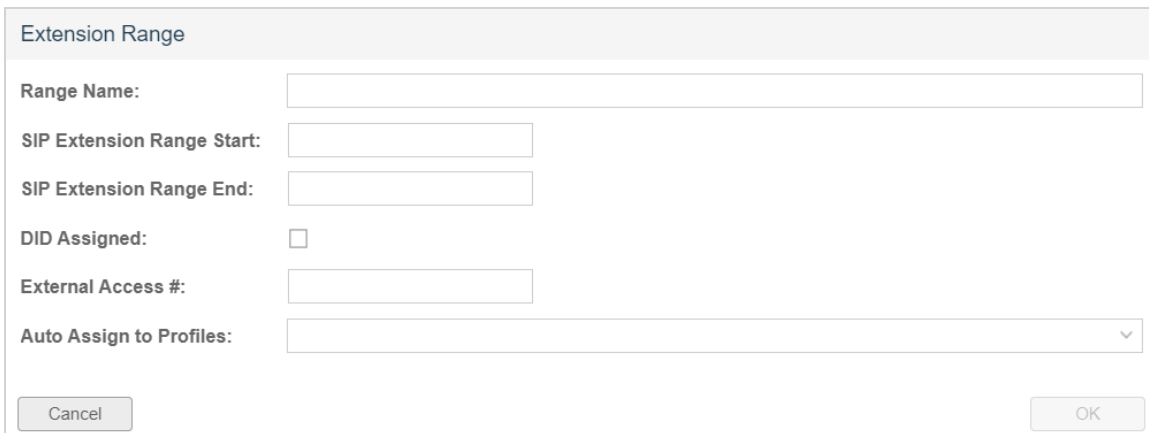 Extension Range
Range Name:
SIP Extension Range Start:
SIP Extension Range End:
DID Assigned:
External Access #:
Auto Assign to Profiles:
Cancel OK